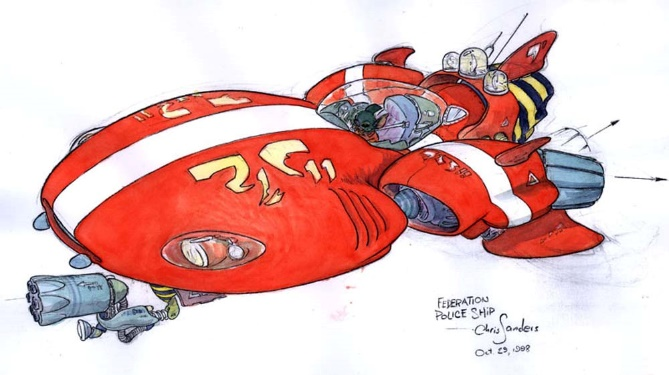 FEDERATION
POLICE SHIP
Chris Sanders
Oct. 29, 1998